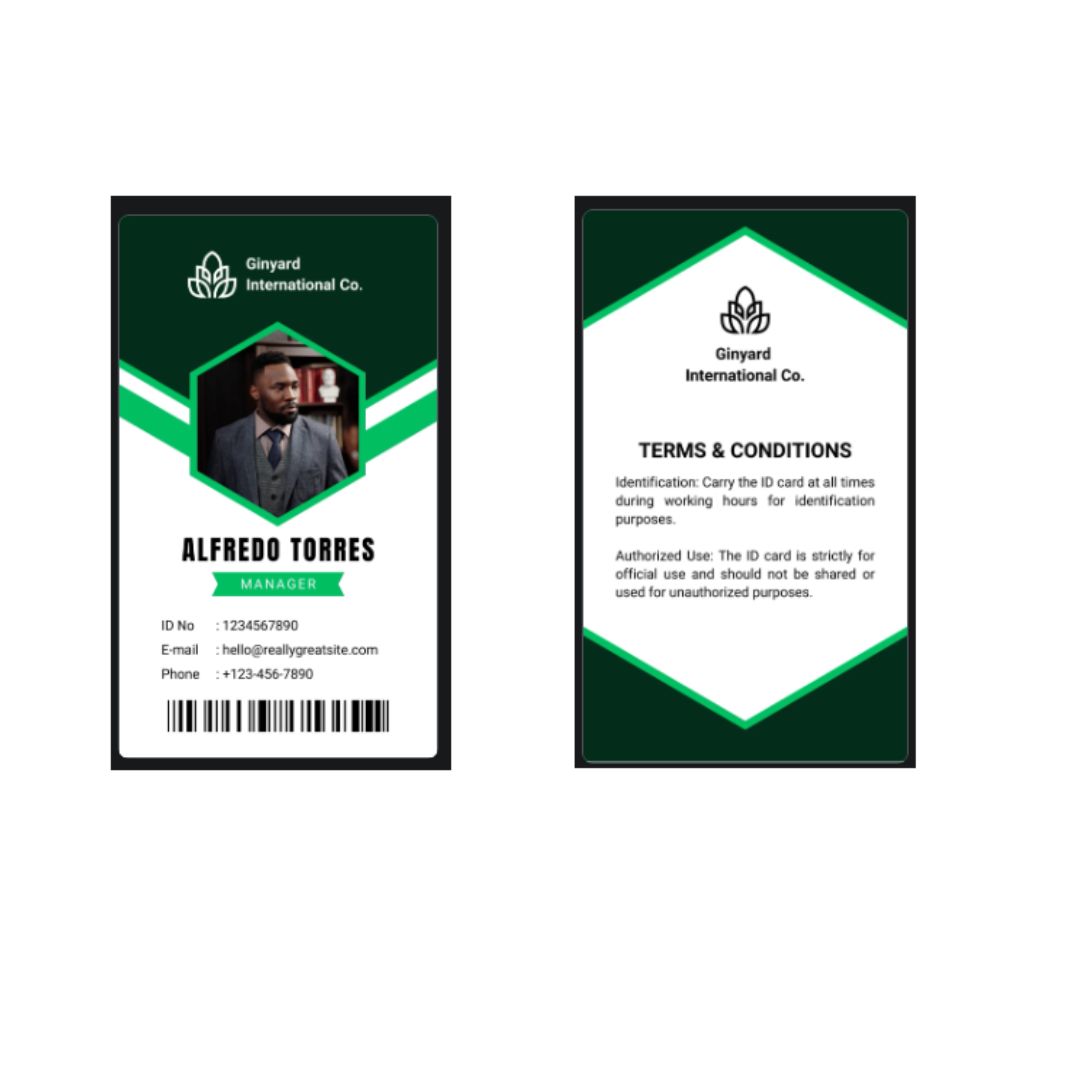 Ginyard
International Co.
ALFREDO TORRES
MANAGER
ID No : 1234567890
E-mail : hello@reallygreatsite.com
Phone : +123-456-7890
Ginyard
International Co.
TERMS & CONDITIONS
Identification: Carry the ID card at all times
during working hours for identification
purposes.
Authorized Use: The ID card is strictly for
official use and should not be shared or
used for unauthorized purposes.